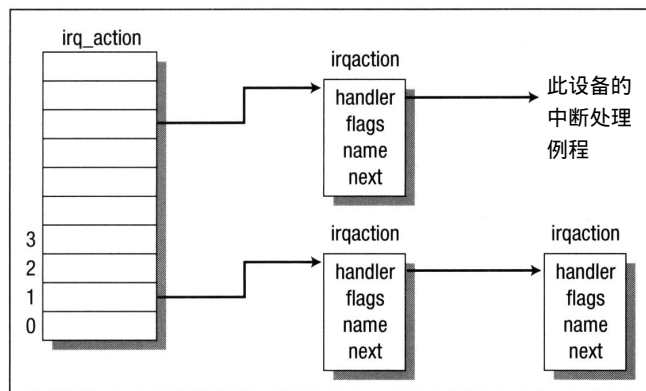 irq_action
irqaction
handler
flags
name
next
此设备的
中断处理
例程
3
2
1
0
irqaction
handler
flags
name
next
irqaction
handler
flags
name
next